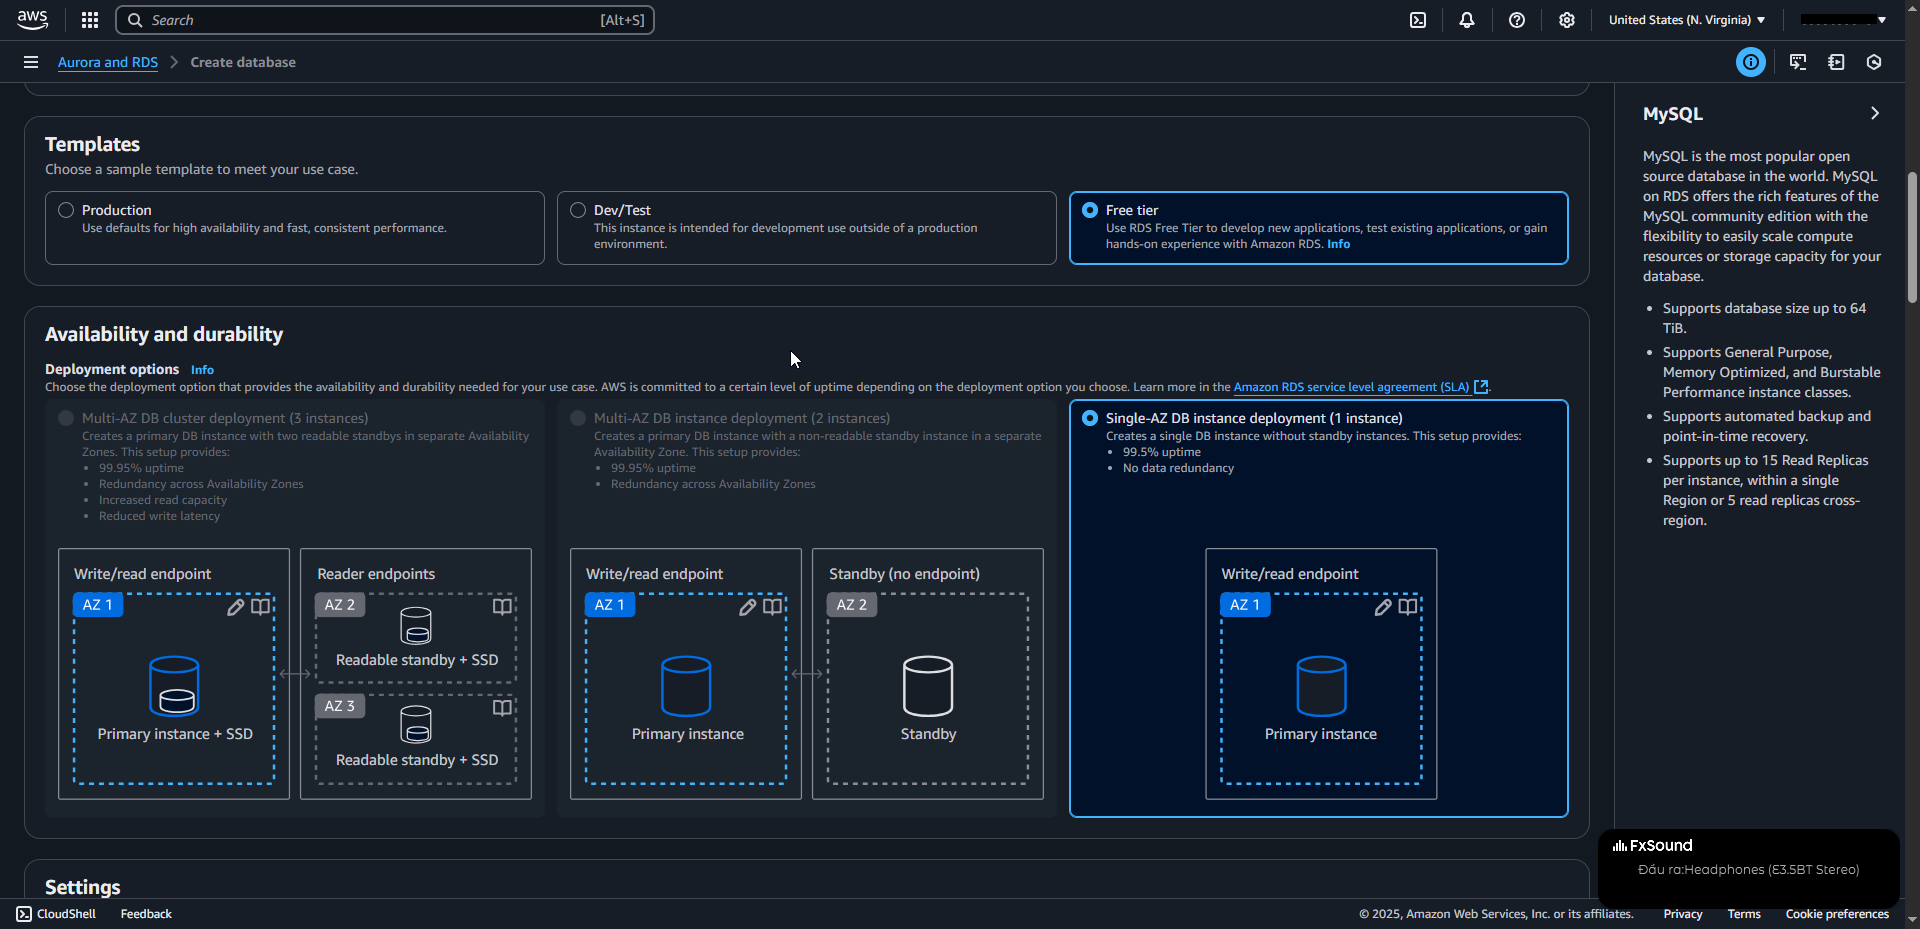 aws
Search
[Alt+S]
United States (N. Virginia)
Aurora and RDS
Create database
Templates
Choose a sample template to meet your use case.
Production
Use defaults for high availability and fast, consistent performance.
Dev/Test
This instance is intended for development use outside of a production
environment.
Free tier
Use RDS Free Tier to develop new applications, test existing applications, or gain
hands-on experience with Amazon RDS. Info
Availability and durability
Deployment options Info
Choose the deployment option that provides the availability and durability needed for your use case. AWS is committed to a certain level of uptime depending on the deployment option you choose. Learn more in the Amazon RDS service level agreement (SLA).
Multi-AZ DB cluster deployment (3 instances)
Creates a primary DB instance with two readable standbys in separate Availability
Zones. This setup provides:
• 99.95% uptime
• Redundancy across Availability Zones
• Increased read capacity
• Reduced write latency
Write/read endpoint
AZ 1
Primary instance + SSD
Reader endpoints
AZ 2
Readable standby + SSD
AZ 3
Readable standby + SSD
Multi-AZ DB instance deployment (2 instances)
Creates a primary DB instance with a non-readable standby instance in a separate
Availability Zone. This setup provides:
• 99.95% uptime
• Redundancy across Availability Zones
Write/read endpoint
AZ 1
Primary instance
Standby (no endpoint)
AZ 2
Standby
Single-AZ DB instance deployment (1 instance)
Creates a single DB instance without standby instances. This setup provides:
• 99.5% uptime
• No data redundancy
Write/read endpoint
AZ 1
Primary instance
Settings
MySQL
MySQL is the most popular open
source database in the world. MySQL
on RDS offers the rich features of the
MySQL community edition with the
flexibility to easily scale compute
resources or storage capacity for your
database.
• Supports database size up to 64
TiB.
• Supports General Purpose,
Memory Optimized, and Burstable
Performance instance classes.
• Supports automated backup and
point-in-time recovery.
• Supports up to 15 Read Replicas
per instance, within a single
Region or 5 read replicas cross-
region.
FxSound
Đầu ra:Headphones (E3.5BT Stereo)
CloudShell
Feedback
© 2025, Amazon Web Services, Inc. or its affiliates.
Privacy
Terms
Cookie preferences